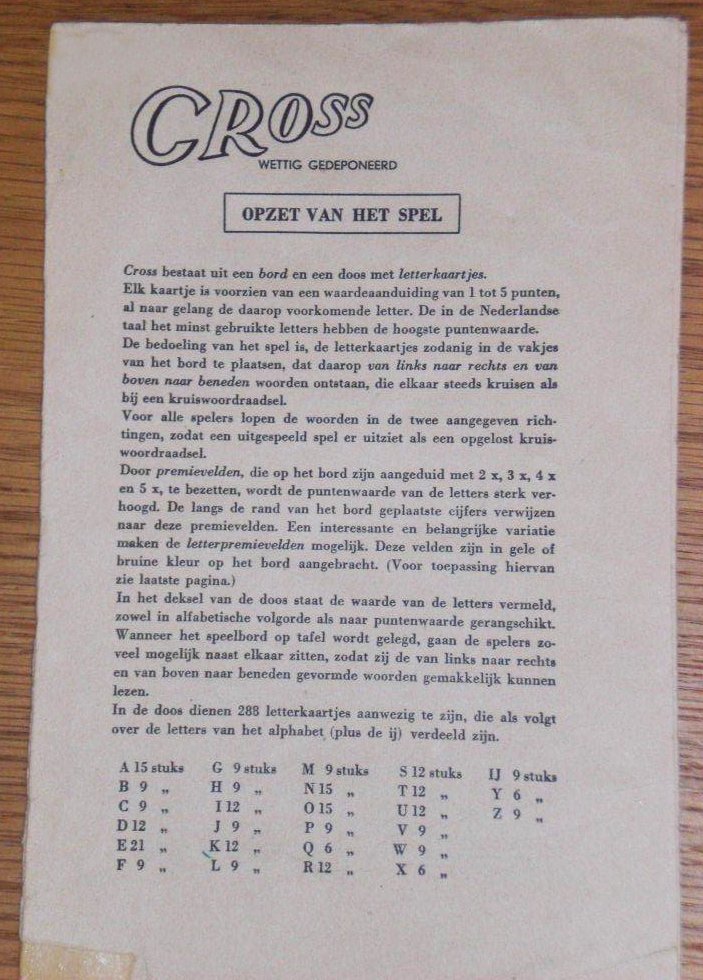 CROSS
WETTIG GEDEPONEERD
OPZET VAN HET SPEL
Cross bestaat uit een bord en een doos met letterkaartjes.
Elk kaartje is voorzien van een waardeaanduiding van 1 tot 5 punten,
al naar gelang de daarop voorkomende letter. De in de Nederlandse
taal het minst gebruikte letters hebben de hoogste puntenwaarde.
De bedoeling van het spel is, de letterkaartjes zodanig in de vakjes
van het bord te plaatsen, dat daarop van links naar rechts en van
boven naar beneden woorden ontstaan, die elkaar steeds kruisen als
bij een kruiswoordraadsel.
Voor alle spelers lopen de woorden in de twee aangegeven rich-
tingen, zodat een uitgespeeld spel er uitziet als een opgelost kruis-
woordraadsel.
Door premievelden, die op het bord zijn aangeduid met 2 x, 3 x, 4 x
en 5 x, te bezetten, wordt de puntenwaarde van de letters sterk ver-
hoogd. De langs de rand van het bord geplaatste cijfers verwijzen
naar deze premievelden. Een interessante en belangrijke variatie
maken de letterpremievelden mogelijk. Deze velden zijn in gele of
bruine kleur op het bord aangebracht. (Voor toepassing hiervan
zie laatste pagina.)
In het deksel van de doos staat de waarde van de letters vermeld,
zowel in alfabetische volgorde als naar puntenwaarde gerangschikt.
Wanneer het speelbord op tafel wordt gelegd, gaan de spelers zo-
veel mogelijk naast elkaar zitten, zodat zij de van links naar rechts
en van boven naar beneden gevormde woorden gemakkelijk kunnen
lezen.
In de doos dienen 288 letterkaartjes aanwezig te zijn, die als volgt
over de letters van het alphabet (plus de ij) verdeeld zijn.
A 15 stuks G 9 stuks M 9 stuks S 12 stuks IJ 9 stuks
B 9 „ H 9 „ N 15 „ T 12 „ Y 6 „
C 9 „ I 12 „ O 15 „ U 12 „ Z 9 „
D 12 „ J 9 „ P 9 „ V 9 „
E 21 „ K 12 „ Q 6 „ W 9 „
F 9 „ L 9 „ R 12 „ X 6 „